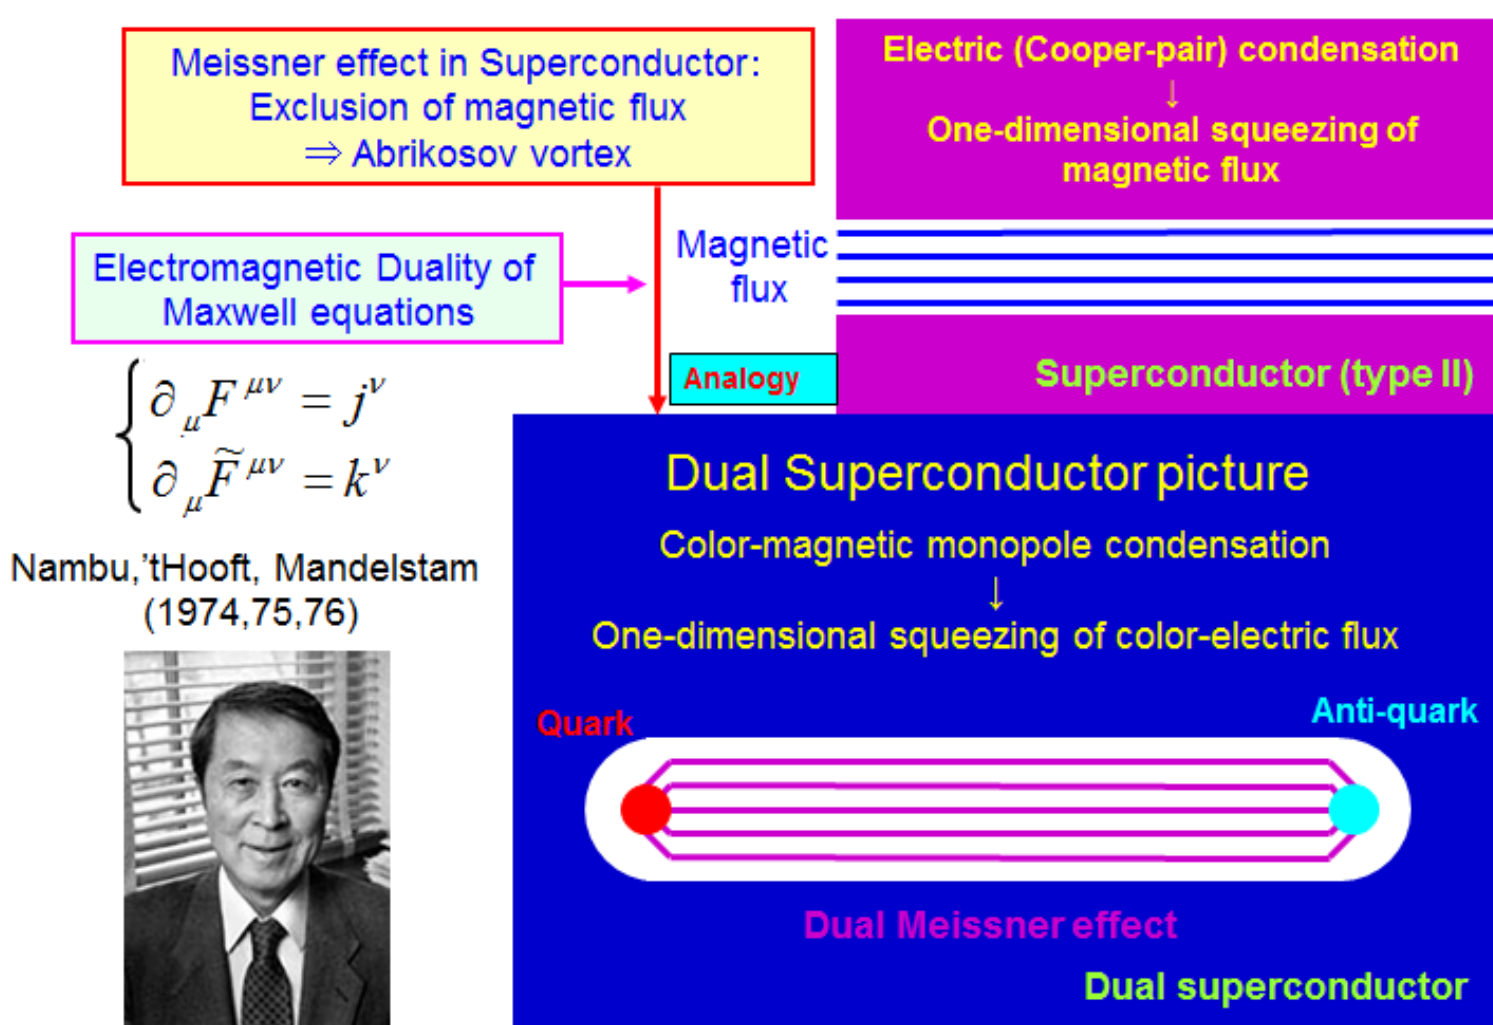 Meissner effect in Superconductor:
Exclusion of magnetic flux
⇒ Abrikosov vortex
Electric (Cooper-pair) condensation
↓
One-dimensional squeezing of
magnetic flux
Electromagnetic Duality of
Maxwell equations
Magnetic
flux
Analogy
Superconductor (type II)
∂_μ F^{μν} = j^ν
∂_μ F̃^{μν} = k^ν
Nambu,’tHooft, Mandelstam
(1974,75,76)
Dual Superconductor picture
Color-magnetic monopole condensation
↓
One-dimensional squeezing of color-electric flux
Quark
Anti-quark
Dual Meissner effect
Dual superconductor